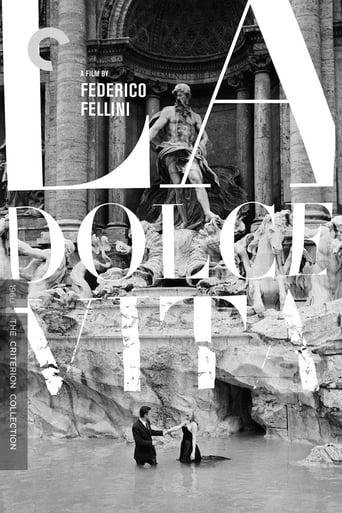 A FILM BY
FEDERICO
FELLINI
LA
DOLCE
VITA
1960
THE CRITERION COLLECTION